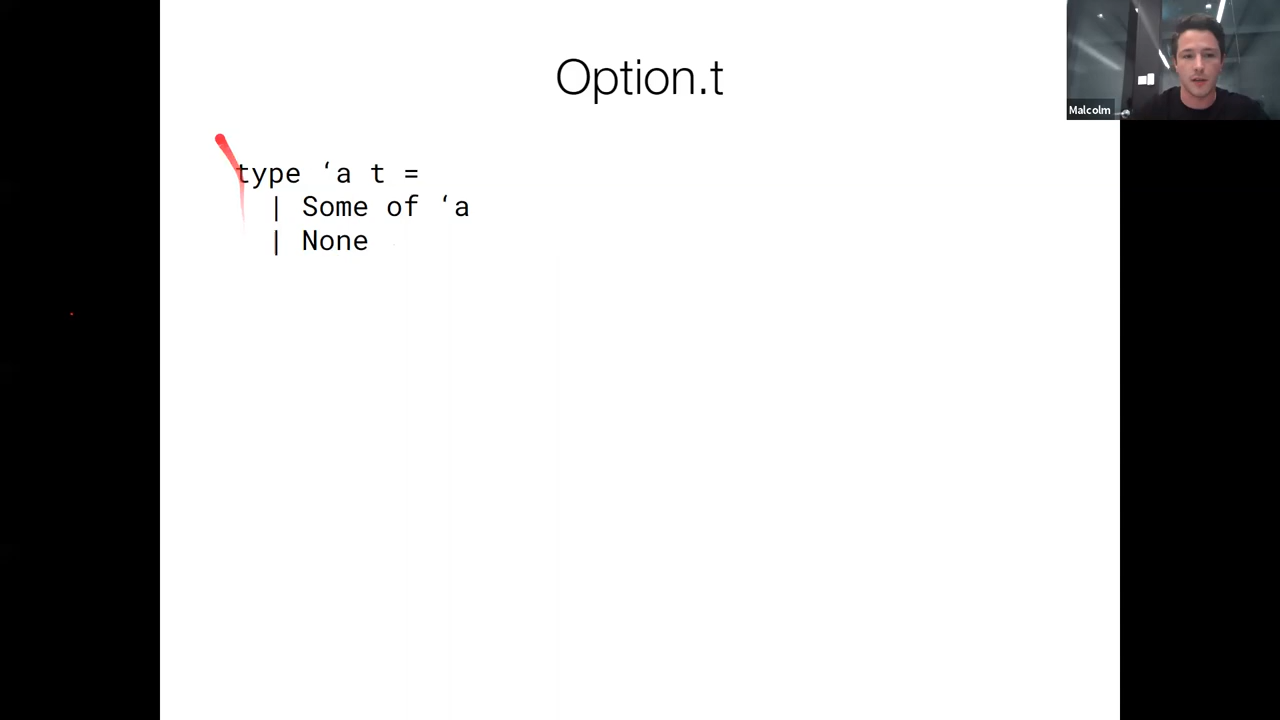 Option.t
Malcolm
type ‘a t =
  | Some of ‘a
  | None